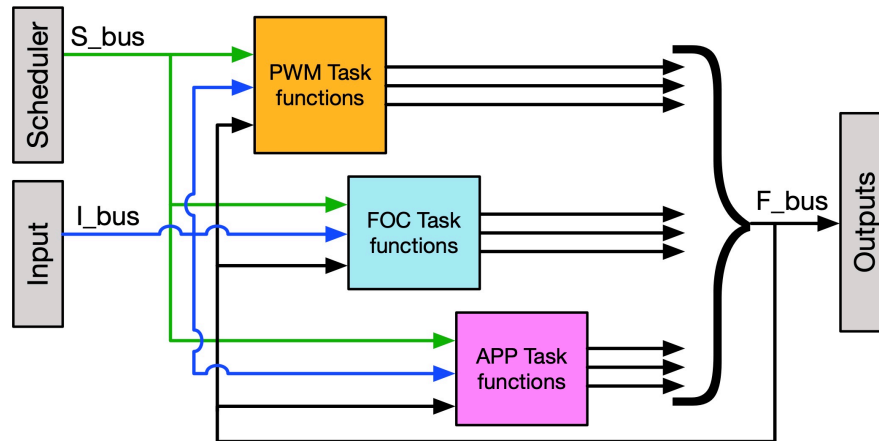 Scheduler
S_bus
PWM Task
functions
Input
I_bus
FOC Task
functions
F_bus
Outputs
APP Task
functions